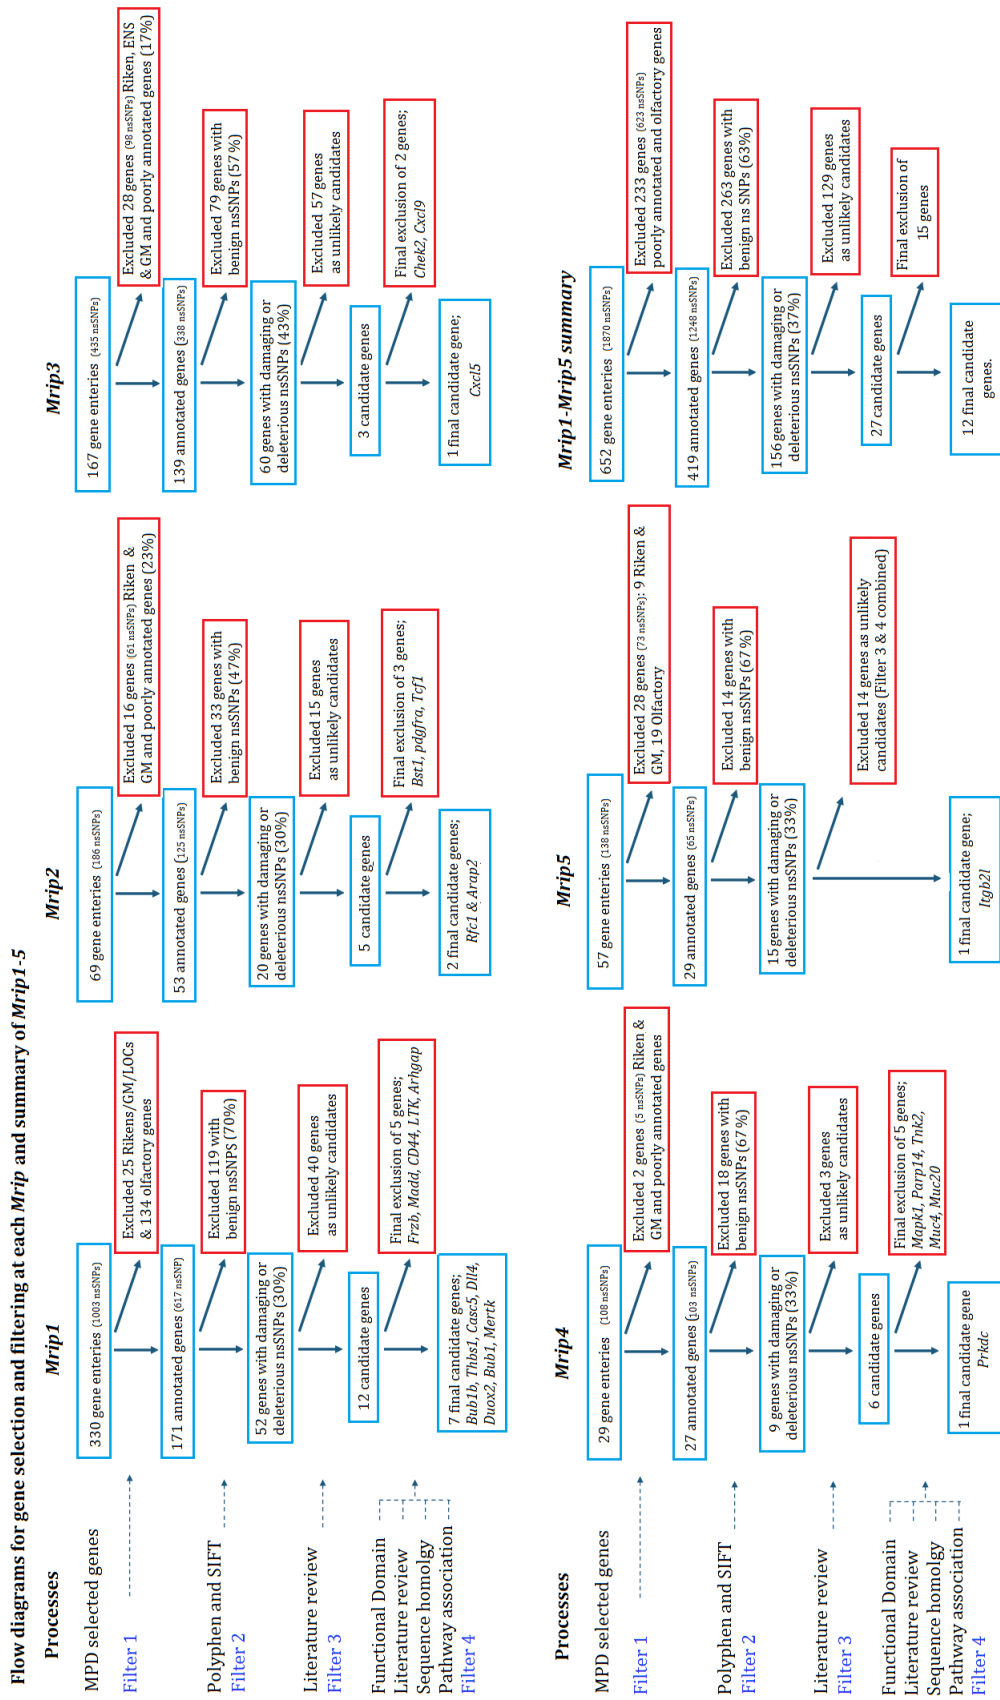 Flow diagrams for gene selection and filtering at each Mrip and summary of Mrip1-5
Processes
MPD selected genes
Filter 1
Polyphen and SIFT
Filter 2
Literature review
Filter 3
Functional Domain
Literature review
Sequence homolgy
Pathway association
Filter 4
Mrip1
330 gene enteries (1003 nsSNPs)
Excluded 25 Rikens/GM/LOCs
& 134 olfactory genes
171 annotated genes (617 nsSNP)
Excluded 119 with
benign nsSNPS (70%)
52 genes with damaging or
deleterious nsSNPs (30%)
Excluded 40 genes
as unlikely candidates
12 candidate genes
Final exclusion of 5 genes;
Frzb, Madd, CD44, LTK, Arhgap
7 final candidate genes;
Bub1b, Thbs1, Casc5, Dll4,
Duox2, Bub1, Mertk
Mrip2
69 gene enteries (186 nsSNPs)
Excluded 16 genes (61 nsSNPs) Riken &
GM and poorly annotated genes (23%)
53 annotated genes (125 nsSNPs)
Excluded 33 genes with
benign nsSNPs (47%)
20 genes with damaging or
deleterious nsSNPs (30%)
Excluded 15 genes
as unlikely candidates
5 candidate genes
Final exclusion of 3 genes;
Bst1, pdgfra, Tcf1
2 final candidate genes;
Rfc1 & Arap2
Mrip3
167 gene enteries (435 nsSNPs)
Excluded 28 genes (98 nsSNPs) Riken, ENS
& GM and poorly annotated genes (17%)
139 annotated genes (338 nsSNPs)
Excluded 79 genes with
benign nsSNPs (57%)
60 genes with damaging or
deleterious nsSNPs (43%)
Excluded 57 genes
as unlikely candidates
3 candidate genes
Final exclusion of 2 genes;
Chek2, Cxcl9
1final candidate gene;
Cxcl5
Processes
MPD selected genes
Filter 1
Polyphen and SIFT
Filter 2
Literature review
Filter 3
Functional Domain
Literature review
Sequence homolgy
Pathway association
Filter 4
Mrip4
29 gene enteries (108 nsSNPs)
Excluded 2 genes (5 nsSNPs) Riken &
GM and poorly annotated genes
27 annotated genes (103 nsSNPs)
Excluded 18 genes with
benign nsSNPs (67%)
9 genes with damaging or
deleterious nsSNPs (33%)
Excluded 3 genes
as unlikely candidates
6 candidate genes
Final exclusion of 5 genes;
Mapk1, Parp14, Tnk2,
Muc4, Muc20
1 final candidate gene
Prkdc
Mrip5
57 gene enteries (138 nsSNPs)
Excluded 28 genes (73 nsSNPs): 9 Riken &
GM, 19 Olfactory
29 annotated genes (65 nsSNPs)
Excluded 14 genes with
benign nsSNPs (67%)
15 genes with damaging or
deleterious nsSNPs (33%)
Excluded 14 genes as unlikely
candidates (Filter 3 & 4 combined)
1 final candidate gene;
Itgb2l
Mrip1-Mrip5 summary
652 gene enteries (1870 nsSNPs)
Excluded 233 genes (623 nsSNPs)
poorly annotated and olfactory genes
419 annotated genes (1248 nsSNPs)
Excluded 263 genes with
benign ns SNPs (63%)
156 genes with damaging or
deleterious nsSNPs (37%)
Excluded 129 genes
as unlikely candidates
27 candidate genes
Final exclusion of
15 genes
12 final candidate
genes.